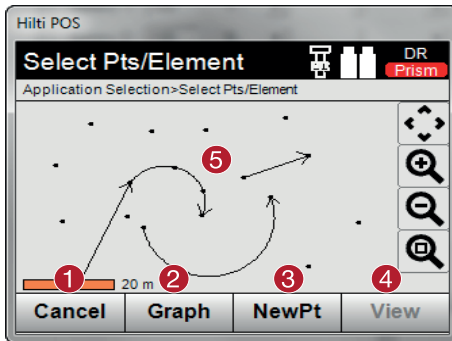 Hilti POS
Select Pts/Element
DR
Prism
Application Selection>Select Pts/Element
5
1
20 m
2
3
4
Cancel
Graph
NewPt
View